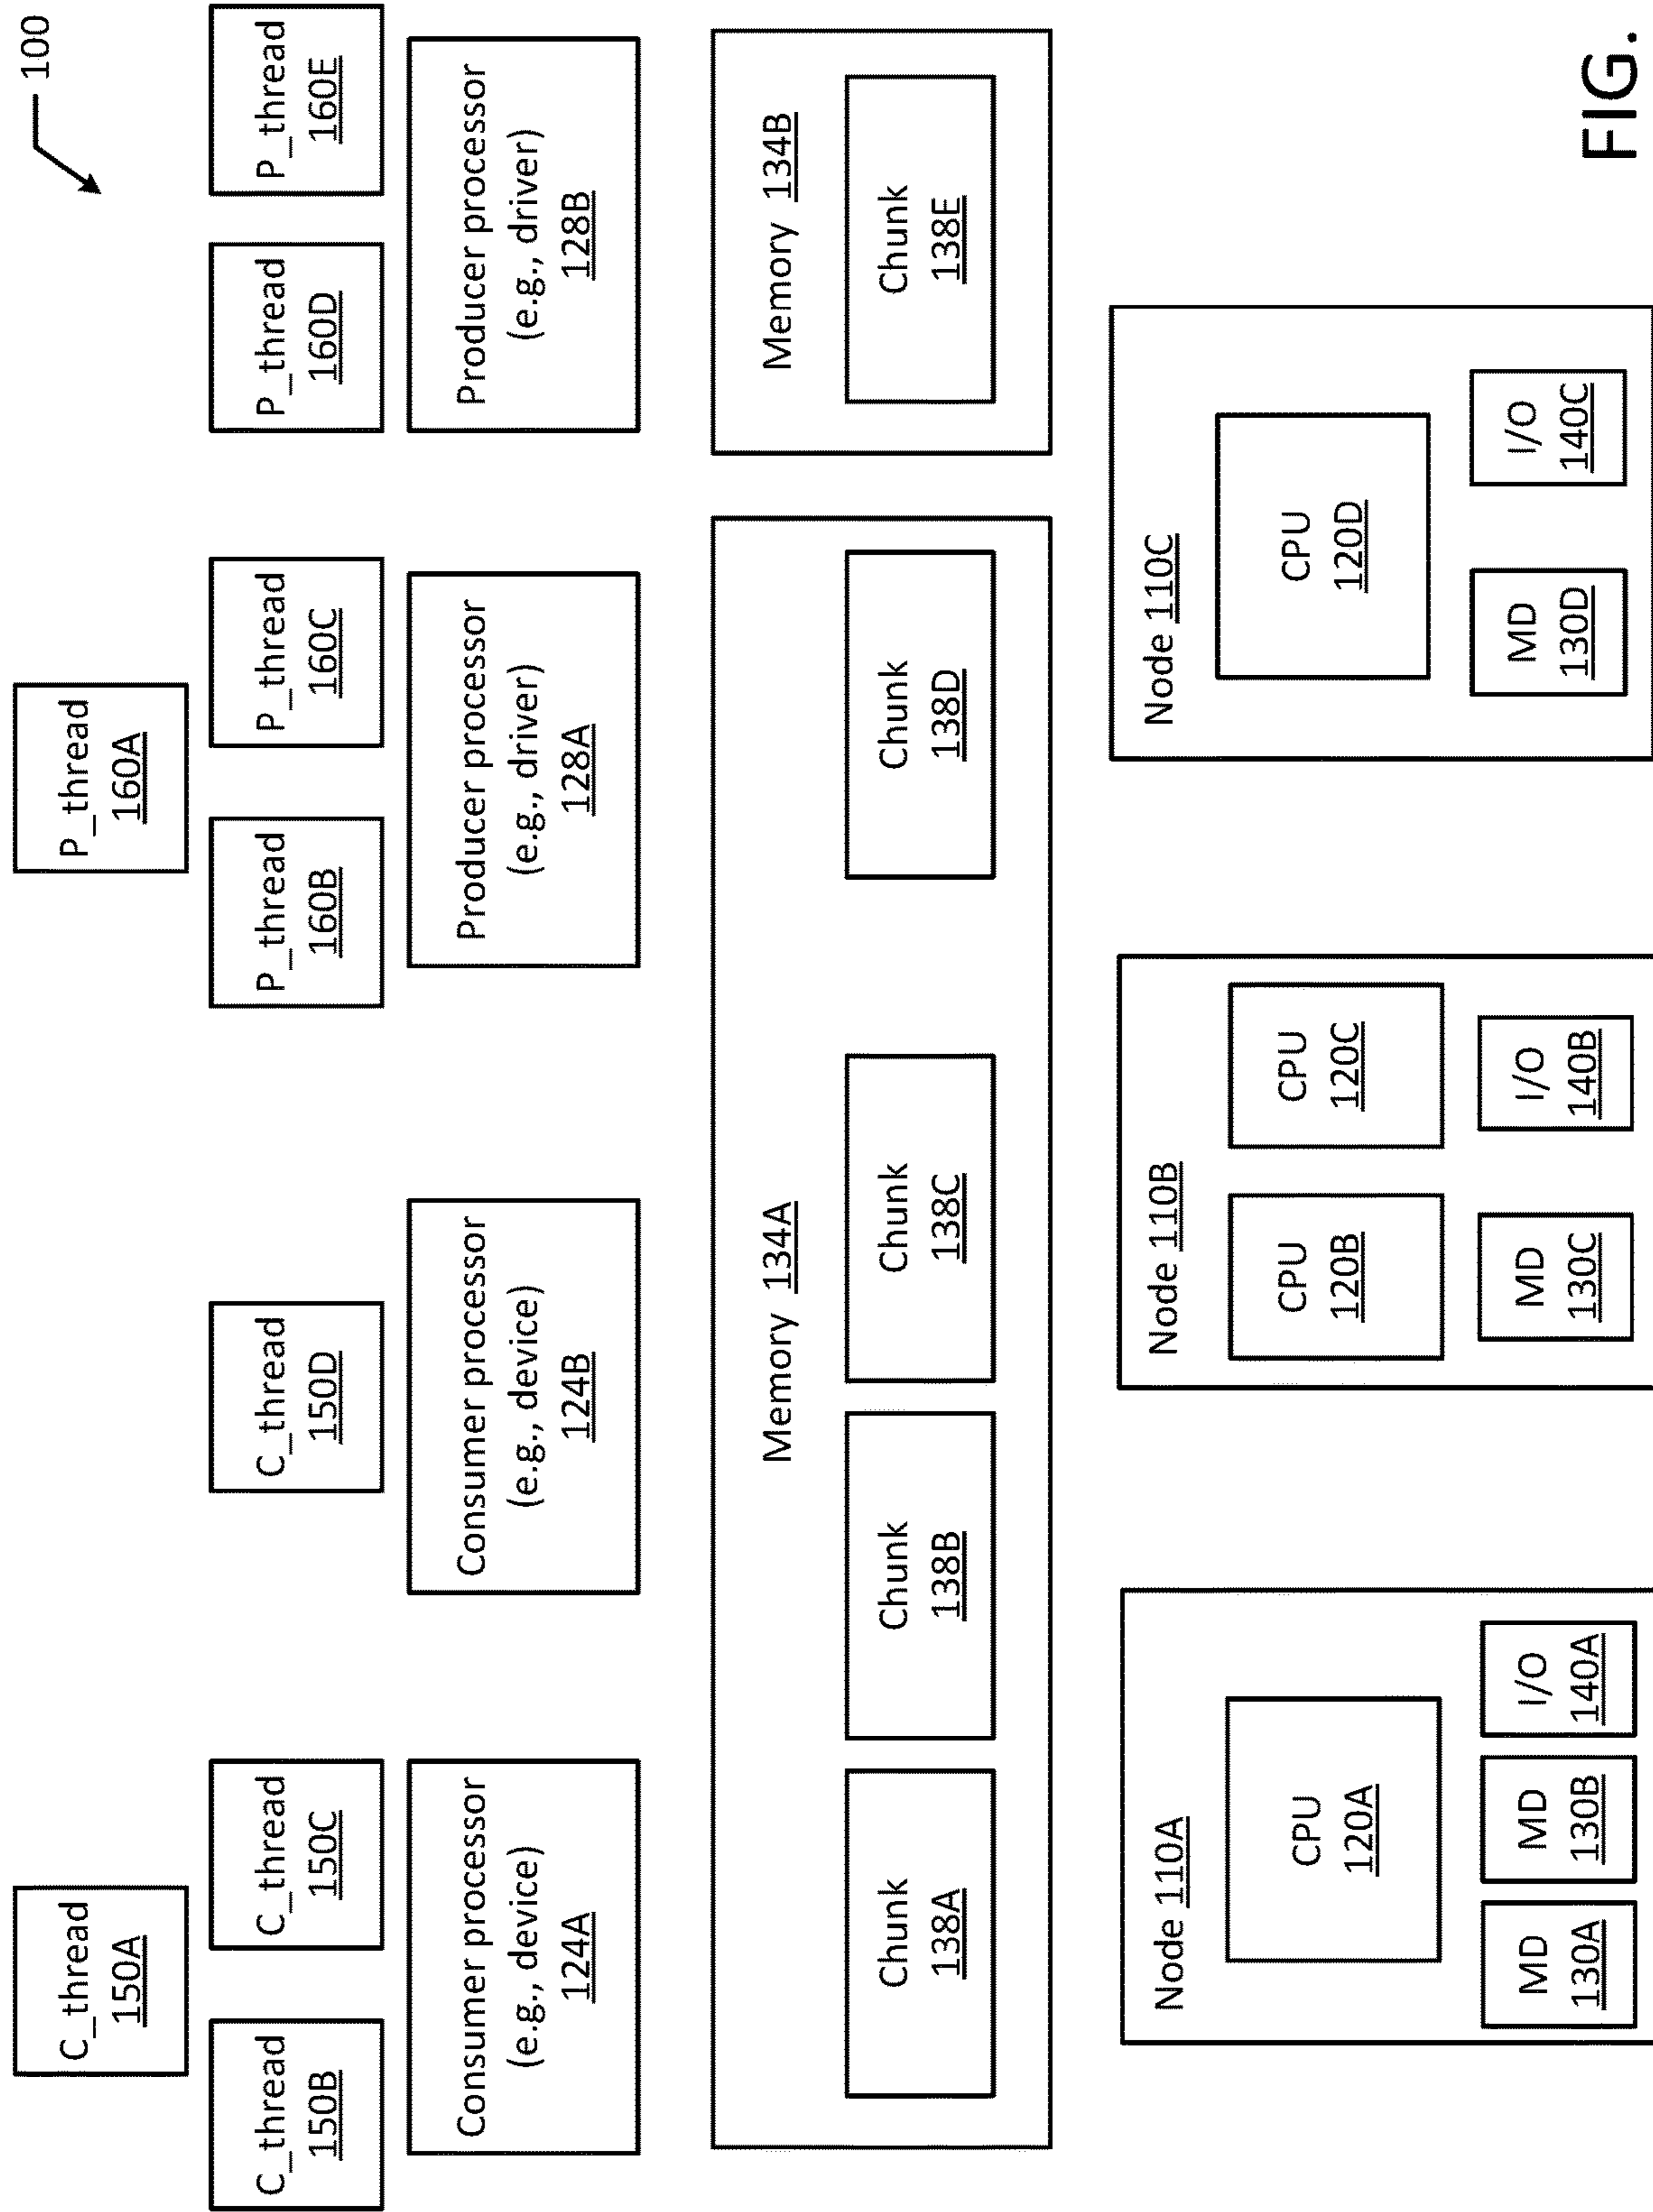 100
C_thread
150A
P_thread
160A
C_thread
150B
C_thread
150C
C_thread
150D
P_thread
160B
P_thread
160C
P_thread
160D
P_thread
160E
Consumer processor
(e.g., device)
124A
Consumer processor
(e.g., device)
124B
Producer processor
(e.g., driver)
128A
Producer processor
(e.g., driver)
128B
Memory 134A
Chunk
138A
Chunk
138B
Chunk
138C
Chunk
138D
Memory 134B
Chunk
138E
Node 110A
CPU
120A
MD
130A
MD
130B
I/O
140A
Node 110B
CPU
120B
CPU
120C
MD
130C
I/O
140B
Node 110C
CPU
120D
MD
130D
I/O
140C
FIG.